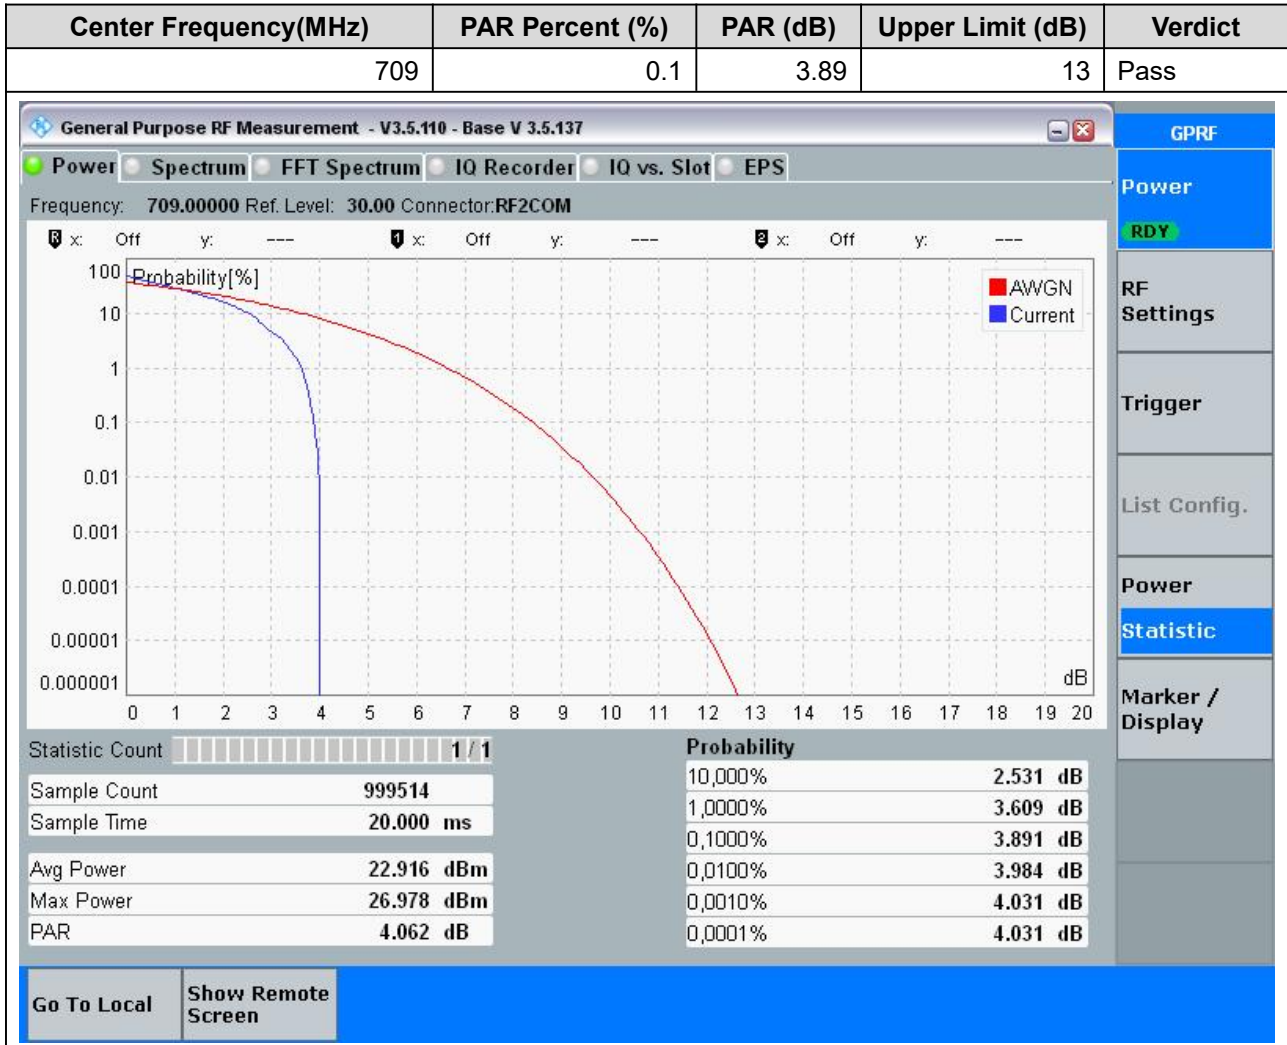 Center Frequency(MHz) PAR Percent (%) PAR (dB) Upper Limit (dB) Verdict
709 0.1 3.89 13 Pass
General Purpose RF Measurement - V3.5.110 - Base V 3.5.137
GPRF
Power Spectrum FFT Spectrum IQ Recorder IQ vs. Slot EPS
Frequency: 709.00000 Ref. Level: 30.00 Connector:RF2COM
R x: Off y: --- 1 x: Off y: --- 2 x: Off y: ---
Probability[%]
AWGN
Current
100
10
1
0.1
0.01
0.001
0.0001
0.00001
0.000001
dB
0 1 2 3 4 5 6 7 8 9 10 11 12 13 14 15 16 17 18 19 20
Statistic Count 1 / 1
Sample Count 999514
Sample Time 20.000 ms
Avg Power 22.916 dBm
Max Power 26.978 dBm
PAR 4.062 dB
Probability
10,000% 2.531 dB
1,0000% 3.609 dB
0,1000% 3.891 dB
0,0100% 3.984 dB
0,0010% 4.031 dB
0,0001% 4.031 dB
Power
RDY
RF
Settings
Trigger
List Config.
Power
Statistic
Marker /
Display
Go To Local
Show Remote
Screen